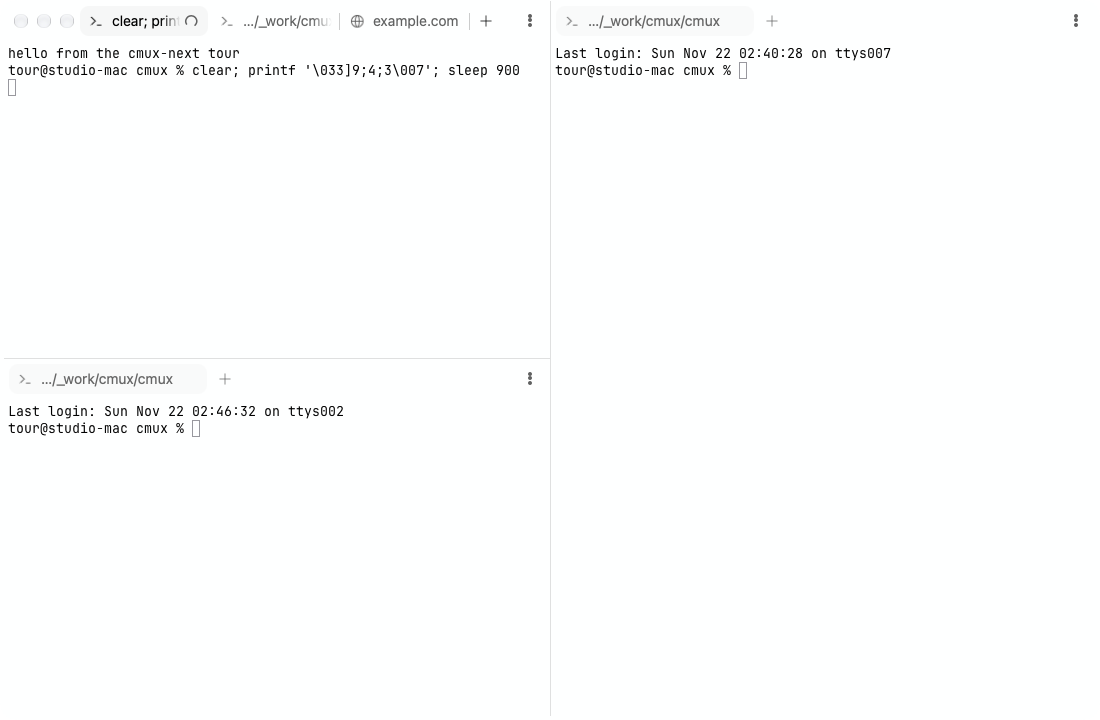 clear; prin
.../_work/cmu
example.com
hello from the cmux-next tour
tour@studio-mac cmux % clear; printf '\033]9;4;3\007'; sleep 900
.../_work/cmux/cmux
Last login: Sun Nov 22 02:46:32 on ttys002
tour@studio-mac cmux %
.../_work/cmux/cmux
Last login: Sun Nov 22 02:40:28 on ttys007
tour@studio-mac cmux %